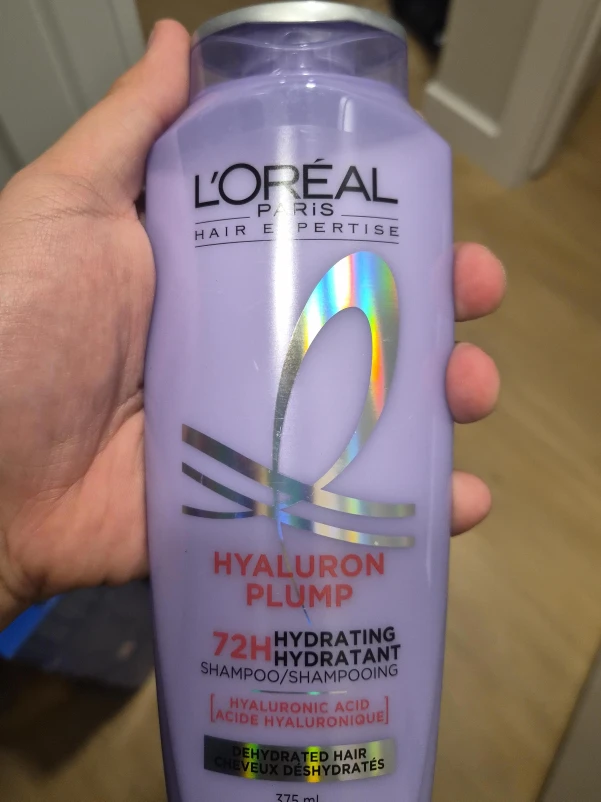 L'ORÉAL
PARiS
HAIR EXPERTISE
HYALURON
PLUMP
72H HYDRATING
HYDRATANT
SHAMPOO/SHAMPOOING
[HYALURONIC ACID
ACIDE HYALURONIQUE]
DEHYDRATED HAIR
CHEVEUX DÉSHYDRATÉS
375 ml